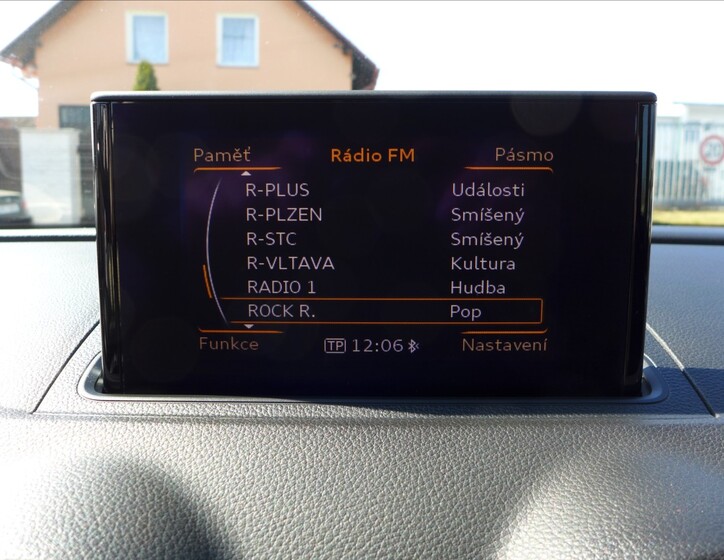 Paměť Rádio FM Pásmo
R-PLUS Události
R-PLZEN Smíšený
R-STC Smíšený
R-VLTAVA Kultura
RADIO 1 Hudba
ROCK R. Pop
Funkce TP 12:06 Nastavení